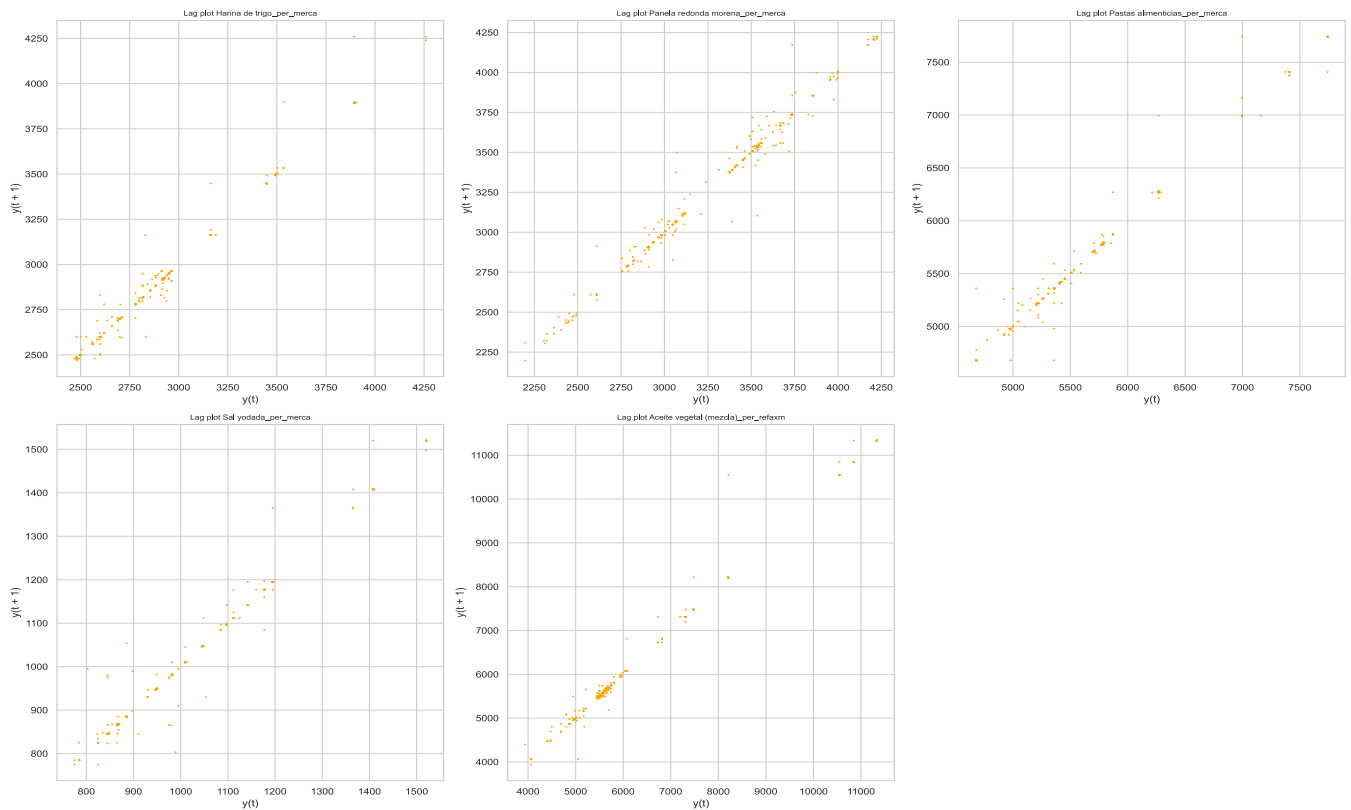 Lag plot Harina de trigo_per_merca
4250
4000
3750
3500
3250
3000
2750
2500
y(t + 1)
2500 2750 3000 3250 3500 3750 4000 4250
y(t)
Lag plot Panela redonda morena_per_merca
4250
4000
3750
3500
3250
3000
2750
2500
2250
y(t + 1)
2250 2500 2750 3000 3250 3500 3750 4000 4250
y(t)
Lag plot Pastas alimenticias_per_merca
7500
7000
6500
6000
5500
5000
y(t + 1)
5000 5500 6000 6500 7000 7500
y(t)
Lag plot Sal yodada_per_merca
1500
1400
1300
1200
1100
1000
900
800
y(t + 1)
800 900 1000 1100 1200 1300 1400 1500
y(t)
Lag plot Aceite vegetal (mezcla)_per_refaxm
11000
10000
9000
8000
7000
6000
5000
4000
y(t + 1)
4000 5000 6000 7000 8000 9000 10000 11000
y(t)